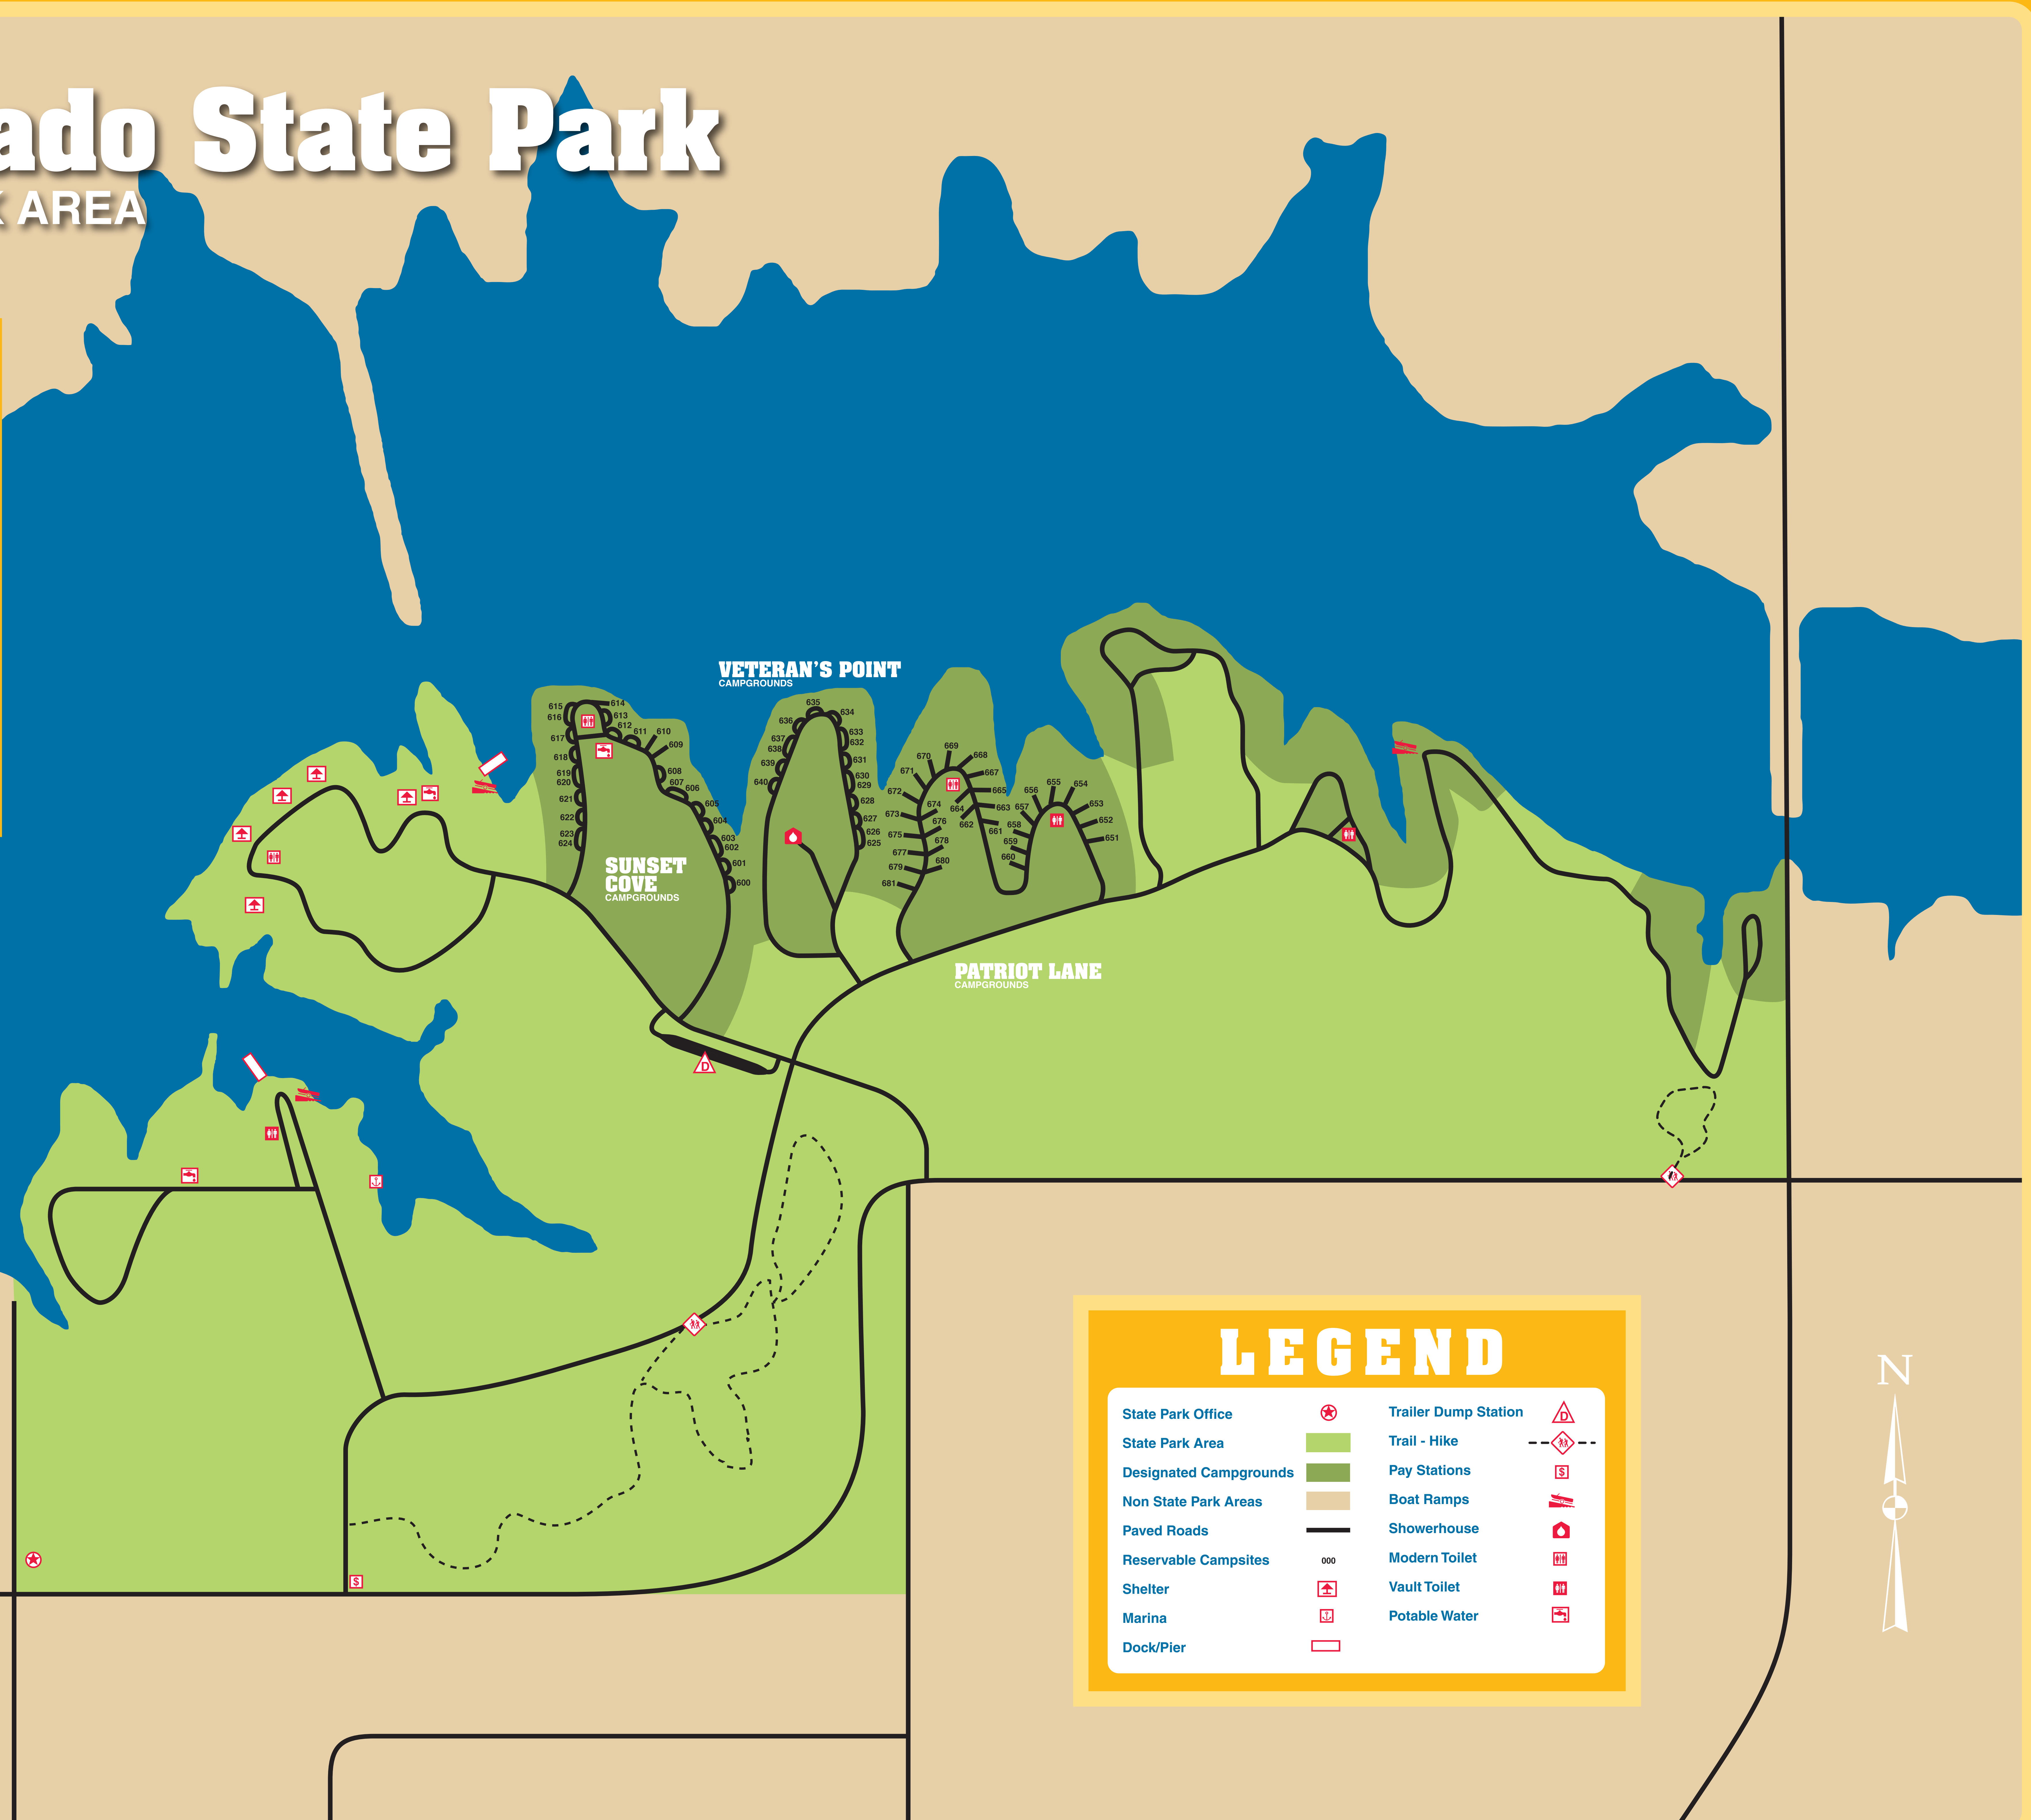 ado State Park
K AREA
VETERAN'S POINT
CAMPGROUNDS
635
634
636
633
637
632
638
631
639
630
640
629
628
627
626
625
615
614
616
613
612
617
611
610
609
618
619
608
620
607
606
621
605
622
604
623
603
624
602
601
600
SUNSET
COVE
CAMPGROUNDS
669
670
668
671
667
672
665
674
664
663
673
676
662
661
675
678
677
680
679
681
655
654
656
657
653
658
652
659
651
660
PATRIOT LANE
CAMPGROUNDS
D
$
LEGEND
State Park Office
State Park Area
Designated Campgrounds
Non State Park Areas
Paved Roads
Reservable Campsites 000
Shelter
Marina
Dock/Pier
Trailer Dump Station D
Trail - Hike
Pay Stations $
Boat Ramps
Showerhouse
Modern Toilet
Vault Toilet
Potable Water
N